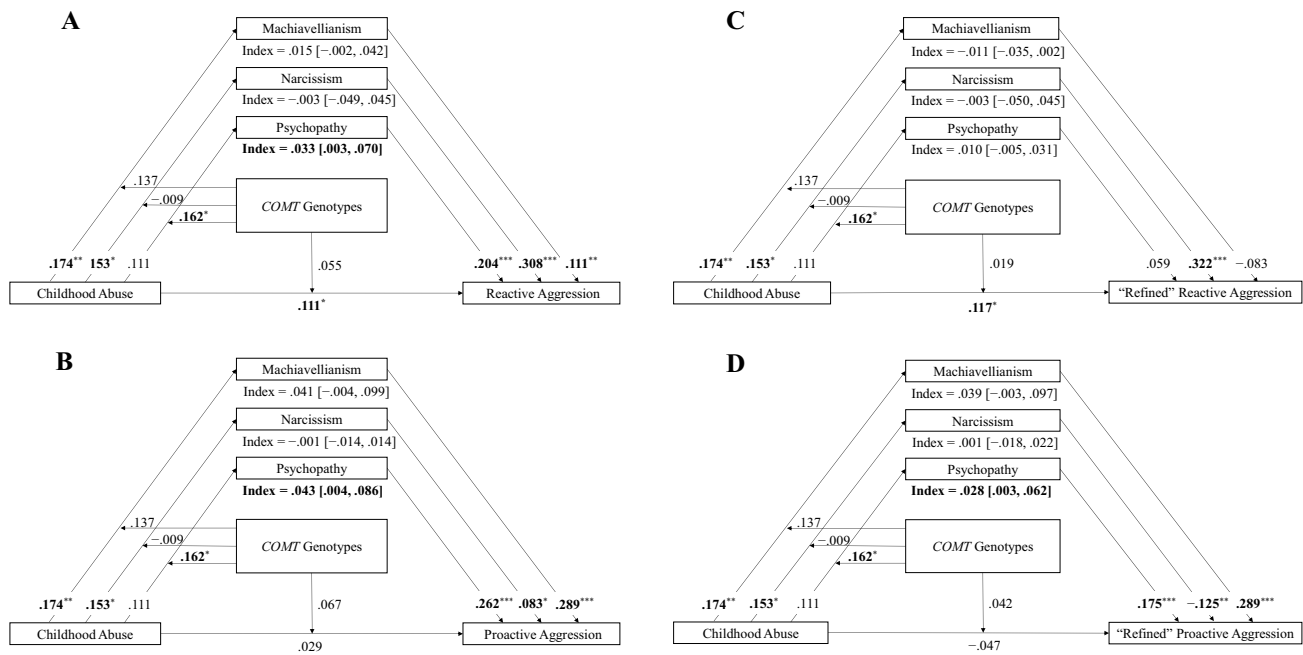 A
Machiavellianism
Index = .015 [−.002, .042]
Narcissism
Index = −.003 [−.049, .045]
Psychopathy
Index = .033 [.003, .070]
.137
−.009
.162*
COMT Genotypes
.174** 153* .111
.055
.204*** .308*** .111**
Childhood Abuse
.111*
Reactive Aggression
C
Machiavellianism
Index = −.011 [−.035, .002]
Narcissism
Index = −.003 [−.050, .045]
Psychopathy
Index = .010 [−.005, .031]
.137
−.009
.162*
COMT Genotypes
.174** .153* .111
.019
.059 .322*** −.083
Childhood Abuse
.117*
“Refined” Reactive Aggression
B
Machiavellianism
Index = .041 [−.004, .099]
Narcissism
Index = −.001 [−.014, .014]
Psychopathy
Index = .043 [.004, .086]
.137
−.009
.162*
COMT Genotypes
.174** .153* .111
.067
.262*** .083* .289***
Childhood Abuse
.029
Proactive Aggression
D
Machiavellianism
Index = .039 [−.003, .097]
Narcissism
Index = .001 [−.018, .022]
Psychopathy
Index = .028 [.003, .062]
.137
−.009
.162*
COMT Genotypes
.174** .153* .111
.042
.175*** −.125** .289***
Childhood Abuse
−.047
“Refined” Proactive Aggression